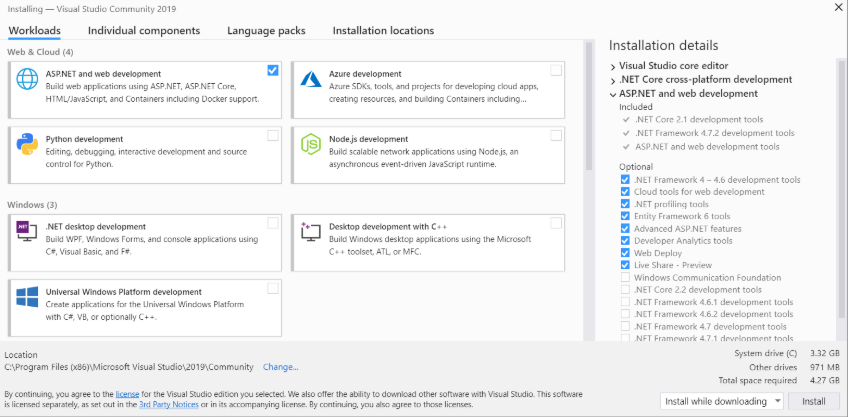 Installing — Visual Studio Community 2019
Workloads
Individual components
Language packs
Installation locations
Web & Cloud (4)
ASP.NET and web development
Build web applications using ASP.NET, ASP.NET Core,
HTML/JavaScript, and Containers including Docker support.
Azure development
Azure SDKs, tools, and projects for developing cloud apps,
creating resources, and building Containers including...
Python development
Editing, debugging, interactive development and source
control for Python.
Node.js development
Build scalable network applications using Node.js, an
asynchronous event-driven JavaScript runtime.
Windows (3)
.NET
.NET desktop development
Build WPF, Windows Forms, and console applications using
C#, Visual Basic, and F#.
Desktop development with C++
Build Windows desktop applications using the Microsoft
C++ toolset, ATL, or MFC.
Universal Windows Platform development
Create applications for the Universal Windows Platform
with C#, VB, or optionally C++.
Installation details
Visual Studio core editor
.NET Core cross-platform development
ASP.NET and web development
Included
.NET Core 2.1 development tools
.NET Framework 4.7.2 development tools
ASP.NET and web development tools
Optional
.NET Framework 4 – 4.6 development tools
Cloud tools for web development
.NET profiling tools
Entity Framework 6 tools
Advanced ASP.NET features
Developer Analytics tools
Web Deploy
Live Share - Preview
Windows Communication Foundation
.NET Core 2.2 development tools
.NET Framework 4.6.1 development tools
.NET Framework 4.6.2 development tools
.NET Framework 4.7 development tools
.NET Framework 4.7.1 development tools
Location
C:\Program Files (x86)\Microsoft Visual Studio\2019\Community Change...
System drive (C) 3.32 GB
Other drives 971 MB
Total space required 4.27 GB
By continuing, you agree to the license for the Visual Studio edition you selected. We also offer the ability to download other software with Visual Studio. This software
is licensed separately, as set out in the 3rd Party Notices or in its accompanying license. By continuing, you also agree to those licenses.
Install while downloading
Install